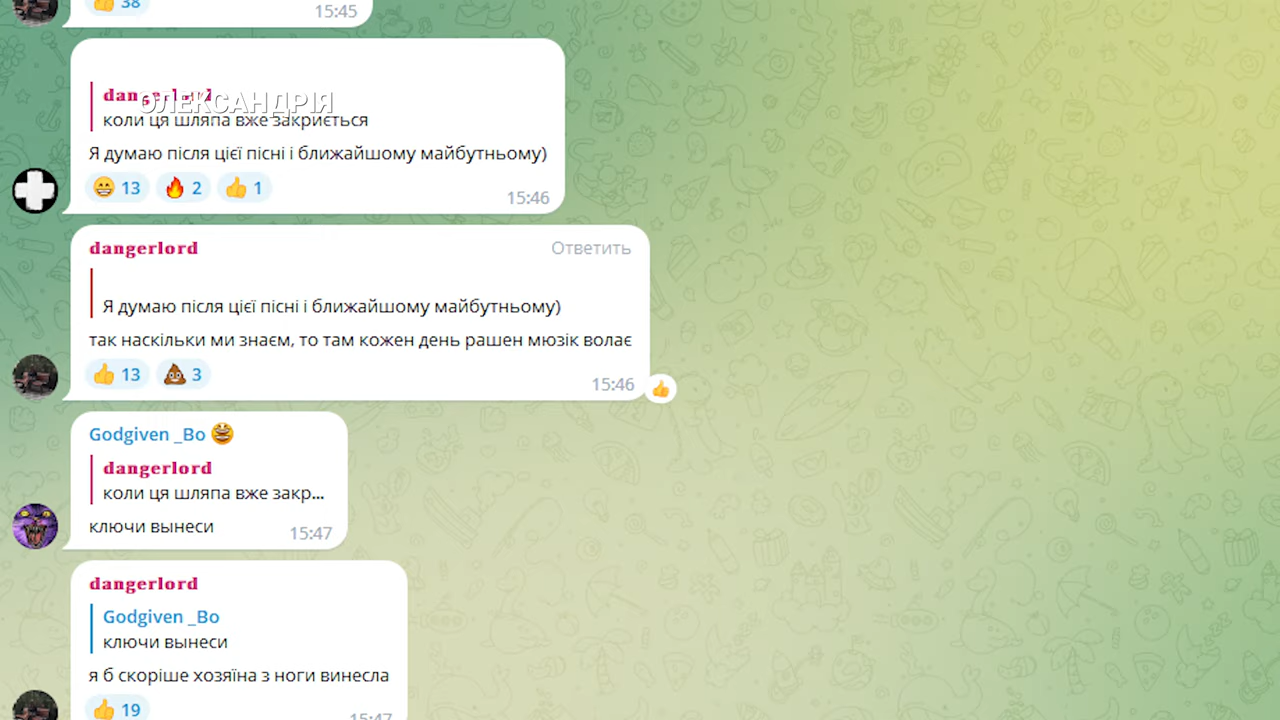 38
15:45
dangerlord
ОЛЕКСАНДРІЯ
коли ця шляпа вже закриється
Я думаю після цієї пісні і ближайшому майбутньому)
13 2 1
15:46
dangerlord Ответить
Я думаю після цієї пісні і ближайшому майбутньому)
так наскільки ми знаєм, то там кожен день рашен мюзік волає
13 3
15:46
Godgiven _Bo
dangerlord
коли ця шляпа вже закр...
ключи вынеси
15:47
dangerlord
Godgiven _Bo
ключи вынеси
я б скоріше хозяїна з ноги винесла
19
15:47